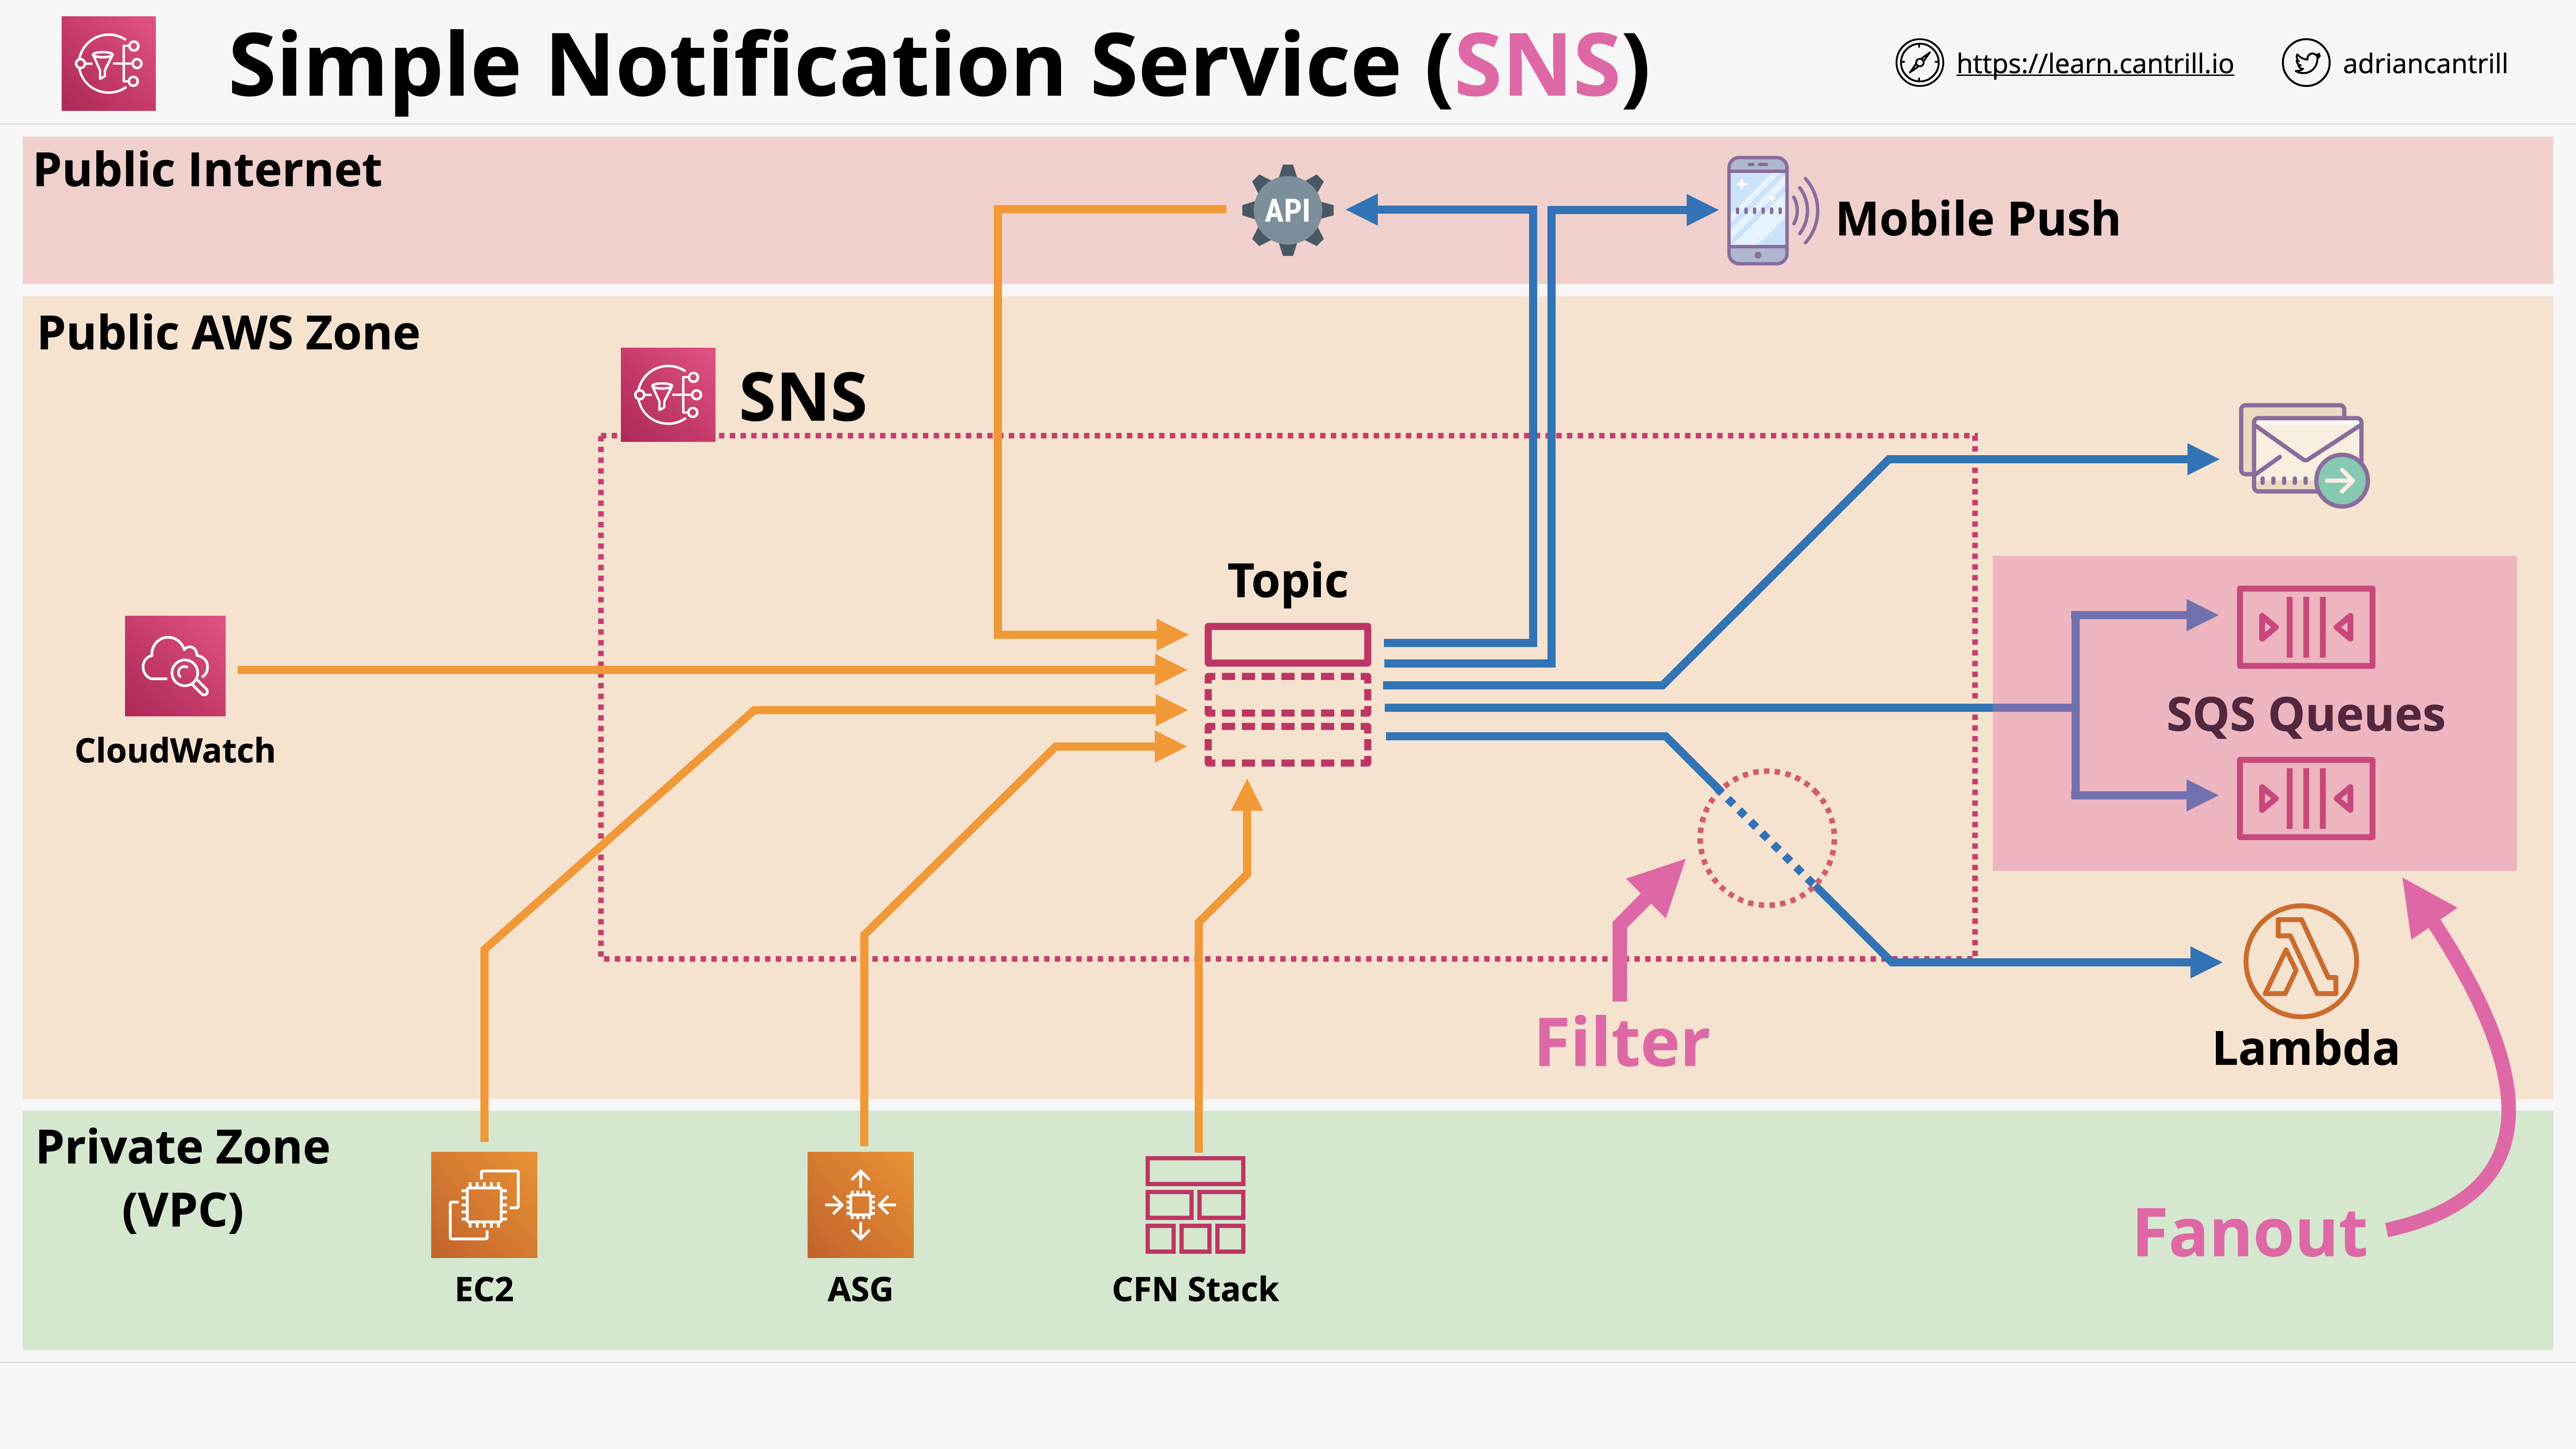 Simple Notification Service (SNS)
https://learn.cantrill.io
adriancantrill
Public Internet
API
Mobile Push
Public AWS Zone
SNS
Topic
CloudWatch
SQS Queues
Filter
Lambda
Private Zone
(VPC)
EC2
ASG
CFN Stack
Fanout